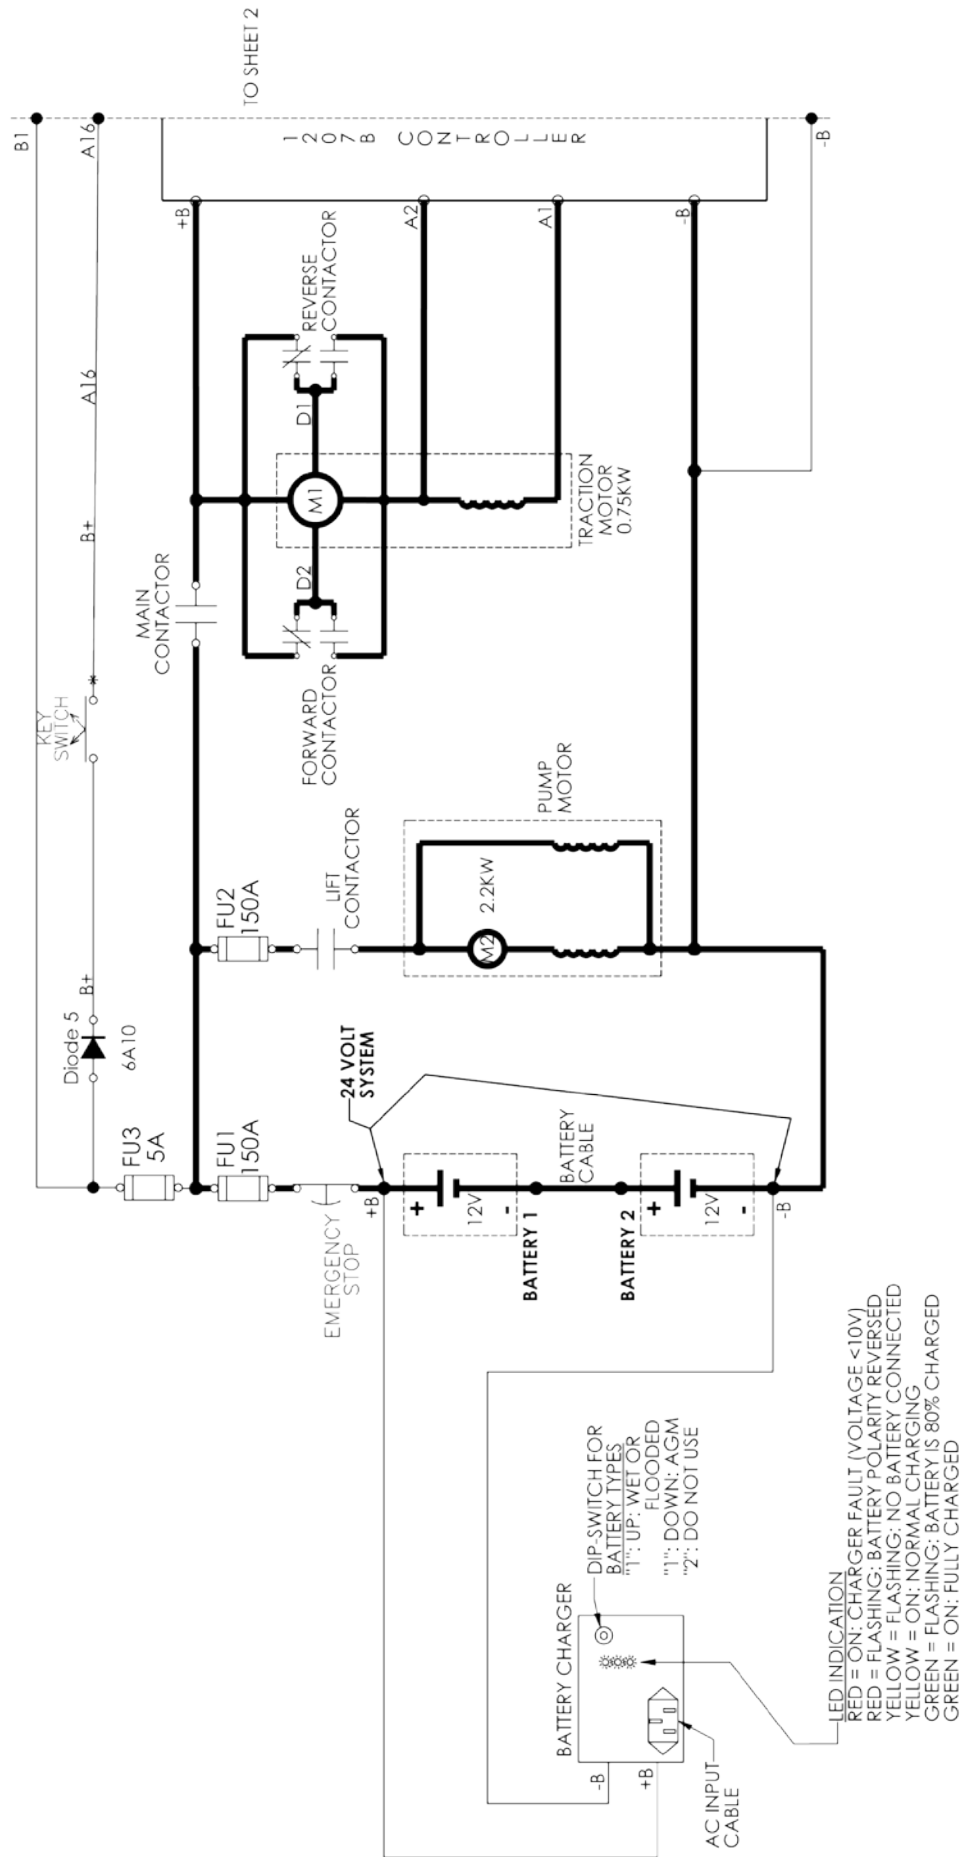 TO SHEET 2
B1
A16
1207B CONTROLLER
+B
A2
A1
-B
-B
A16
B+
REVERSE
CONTACTOR
D1
M1
D2
TRACTION
MOTOR
0.75KW
MAIN
CONTACTOR
KEY
SWITCH
FORWARD
CONTACTOR
PUMP
MOTOR
LIFT
CONTACTOR
2.2KW
M2
FU2
150A
B+
Diode 5
6A10
24 VOLT
SYSTEM
FU3
5A
FU1
150A
EMERGENCY
STOP
+B
+
12V
-
BATTERY 1
BATTERY
CABLE
BATTERY 2
+
12V
-
-B
BATTERY CHARGER
DIP-SWITCH FOR
BATTERY TYPES
"1": UP: WET OR
FLOODED
"1": DOWN: AGM
"2": DO NOT USE
-B
+B
AC INPUT
CABLE
LED INDICATION
RED = ON: CHARGER FAULT (VOLTAGE <10V)
RED = FLASHING: BATTERY POLARITY REVERSED
YELLOW = FLASHING: NO BATTERY CONNECTED
YELLOW = ON: NORMAL CHARGING
GREEN = FLASHING: BATTERY IS 80% CHARGED
GREEN = ON: FULLY CHARGED